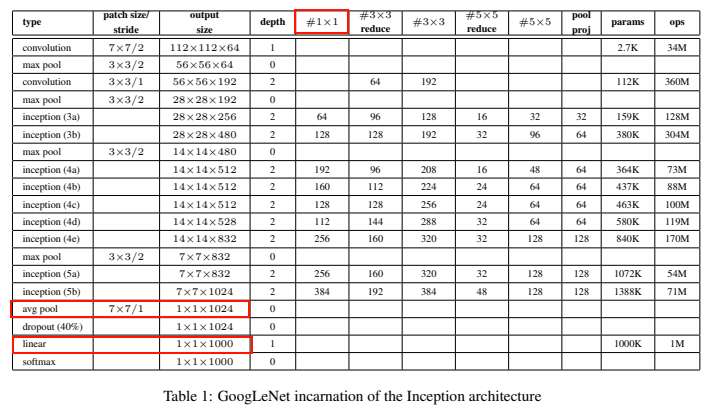 type patch size/ stride output size depth #1×1 #3×3 reduce #3×3 #5×5 reduce #5×5 pool proj params ops
convolution 7×7/2 112×112×64 1 2.7K 34M
max pool 3×3/2 56×56×64 0
convolution 3×3/1 56×56×192 2 64 192 112K 360M
max pool 3×3/2 28×28×192 0
inception (3a) 28×28×256 2 64 96 128 16 32 32 159K 128M
inception (3b) 28×28×480 2 128 128 192 32 96 64 380K 304M
max pool 3×3/2 14×14×480 0
inception (4a) 14×14×512 2 192 96 208 16 48 64 364K 73M
inception (4b) 14×14×512 2 160 112 224 24 64 64 437K 88M
inception (4c) 14×14×512 2 128 128 256 24 64 64 463K 100M
inception (4d) 14×14×528 2 112 144 288 32 64 64 580K 119M
inception (4e) 14×14×832 2 256 160 320 32 128 128 840K 170M
max pool 3×3/2 7×7×832 0
inception (5a) 7×7×832 2 256 160 320 32 128 128 1072K 54M
inception (5b) 7×7×1024 2 384 192 384 48 128 128 1388K 71M
avg pool 7×7/1 1×1×1024 0
dropout (40%) 1×1×1024 0
linear 1×1×1000 1 1000K 1M
softmax 1×1×1000 0
Table 1: GoogLeNet incarnation of the Inception architecture